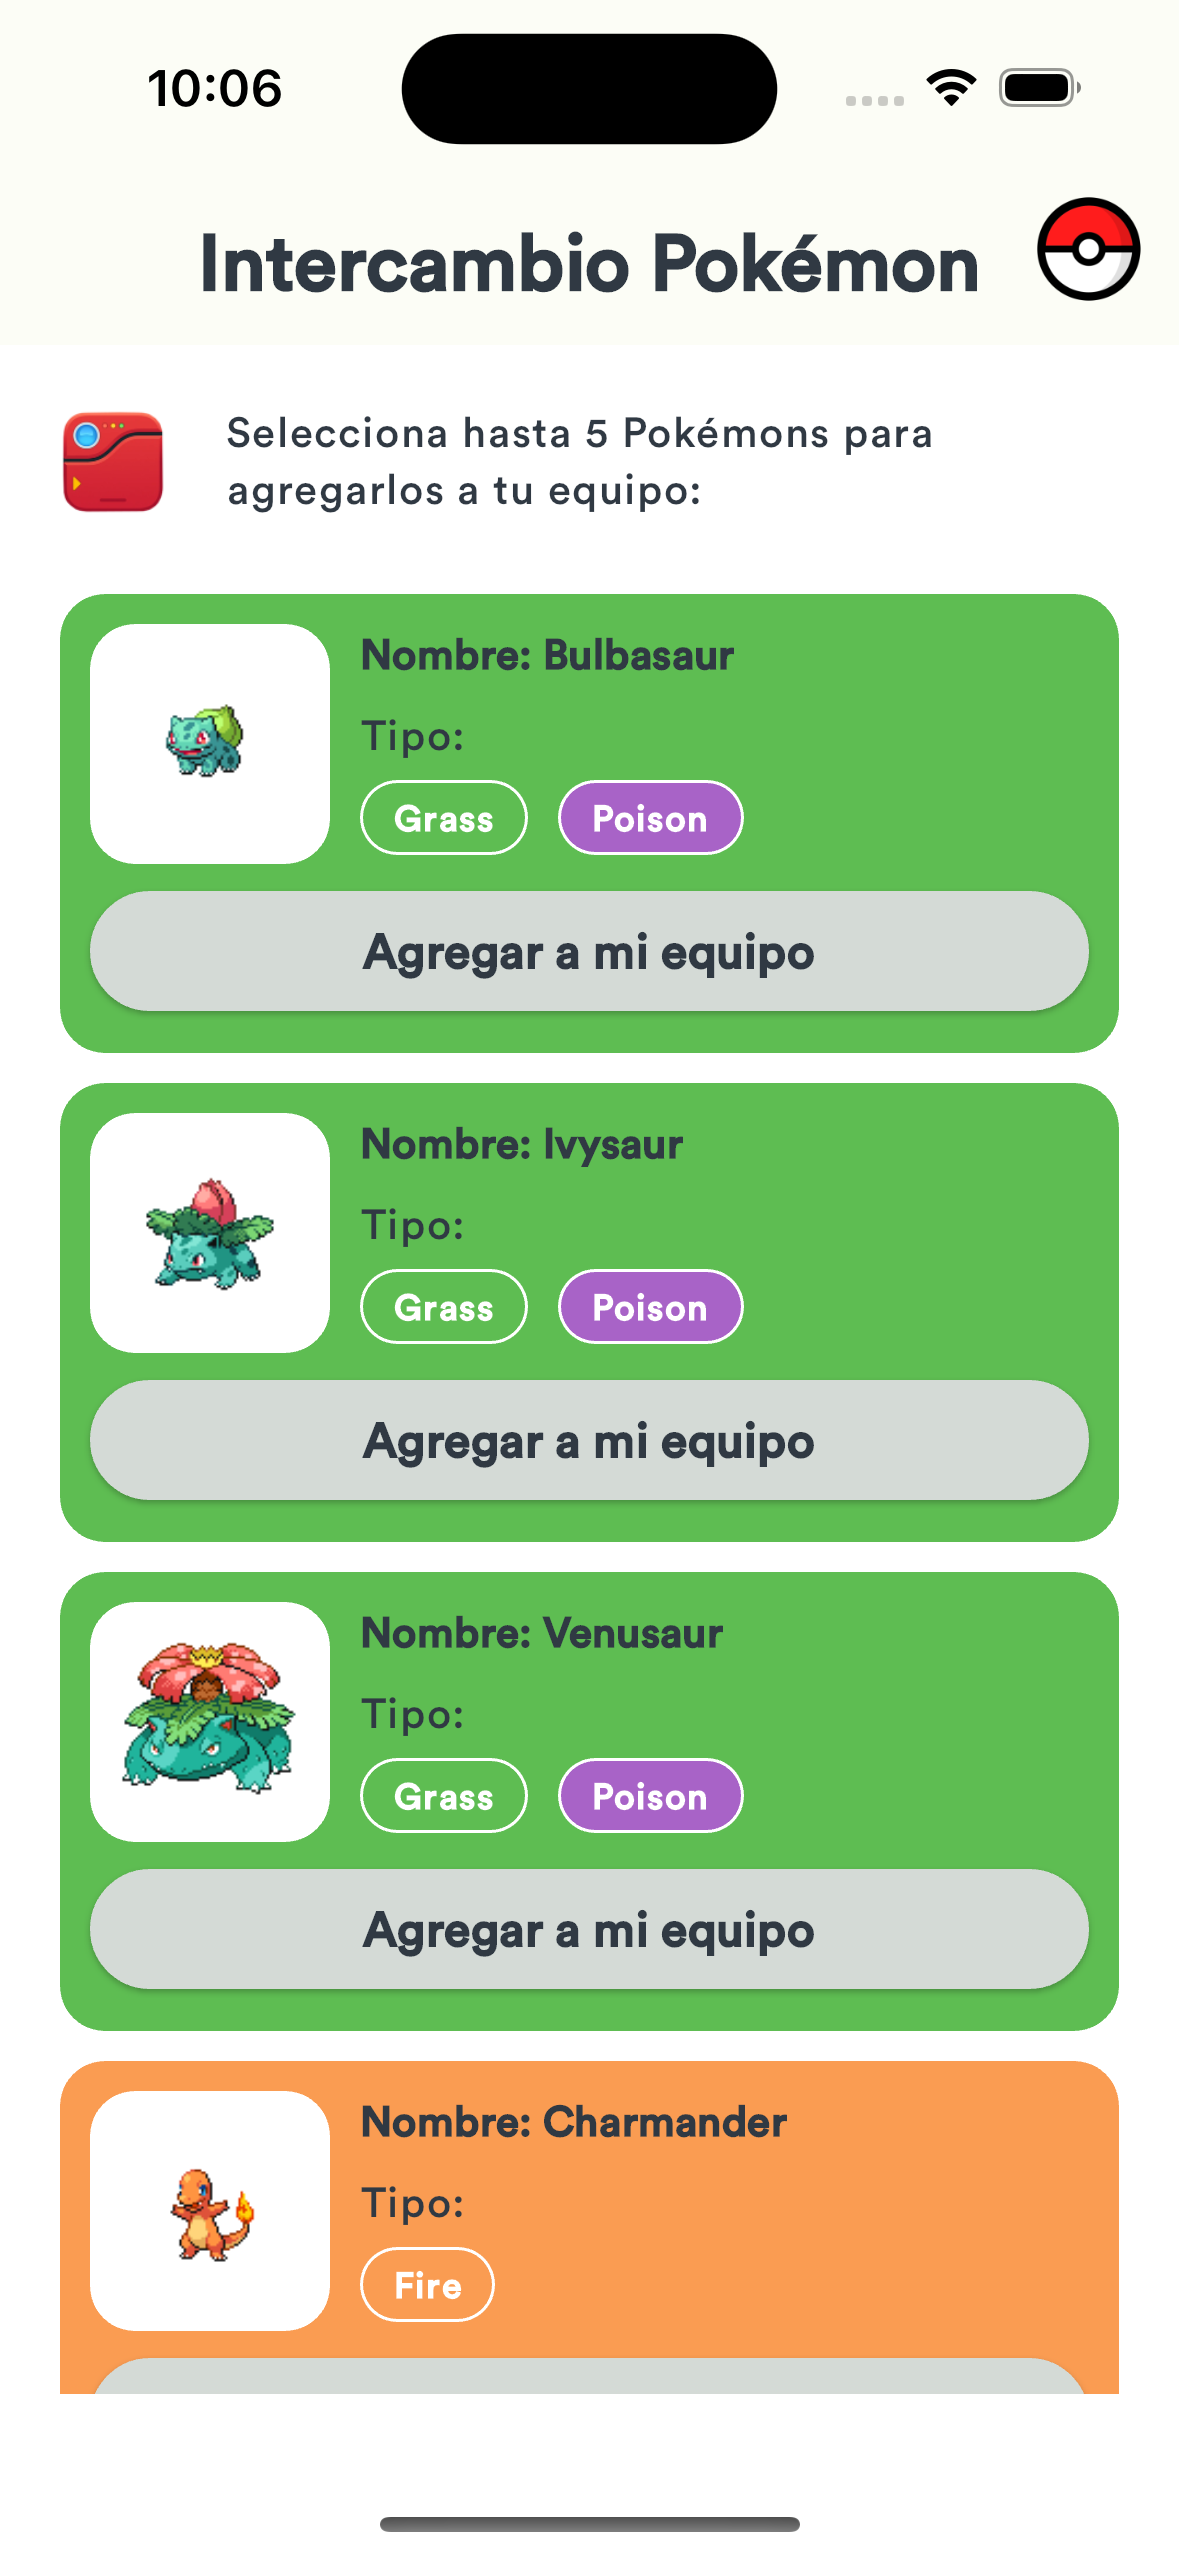 10:06
Intercambio Pokémon
Selecciona hasta 5 Pokémons para
agregarlos a tu equipo:
Nombre: Bulbasaur
Tipo:
Grass Poison
Agregar a mi equipo
Nombre: Ivysaur
Tipo:
Grass Poison
Agregar a mi equipo
Nombre: Venusaur
Tipo:
Grass Poison
Agregar a mi equipo
Nombre: Charmander
Tipo:
Fire